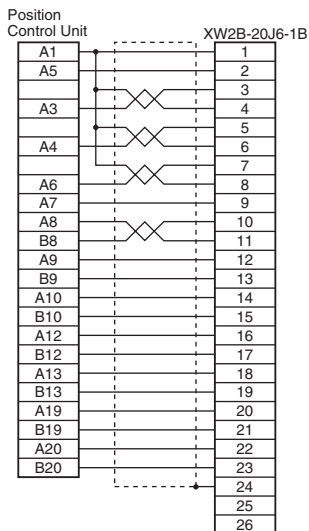 Position
Control Unit
XW2B-20J6-1B
A1 1
A5 2
3
A3 4
5
A4 6
7
A6 8
A7 9
A8 10
B8 11
A9 12
B9 13
A10 14
B10 15
A12 16
B12 17
A13 18
B13 19
A19 20
B19 21
A20 22
B20 23
24
25
26